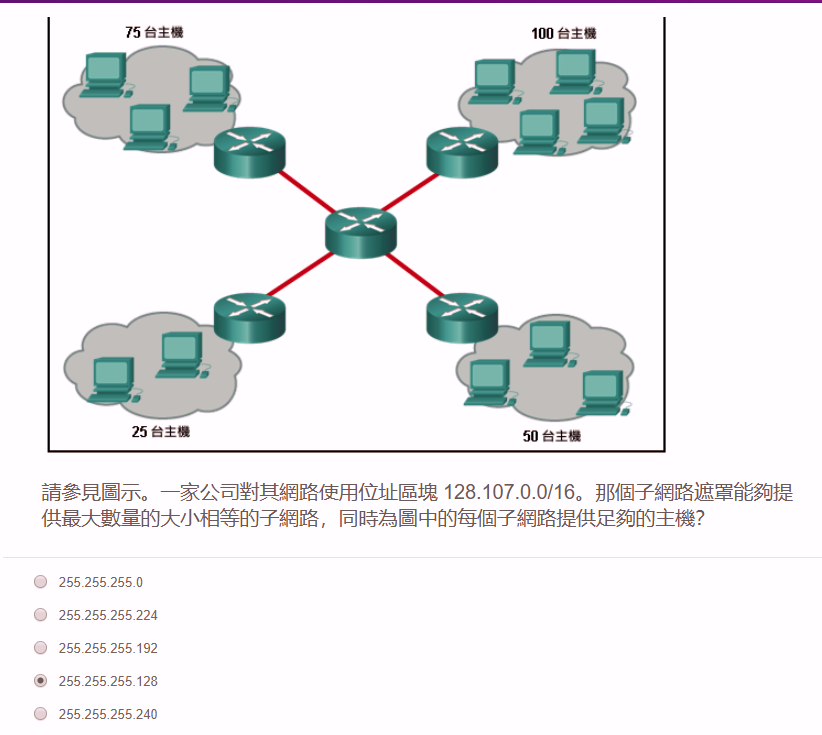 75 台主機
100 台主機
25 台主機
50 台主機
請參見圖示。一家公司對其網路使用位址區塊 128.107.0.0/16。那個子網路遮罩能夠提
供最大數量的大小相等的子網路，同時為圖中的每個子網路提供足夠的主機?
255.255.255.0
255.255.255.224
255.255.255.192
255.255.255.128
255.255.255.240